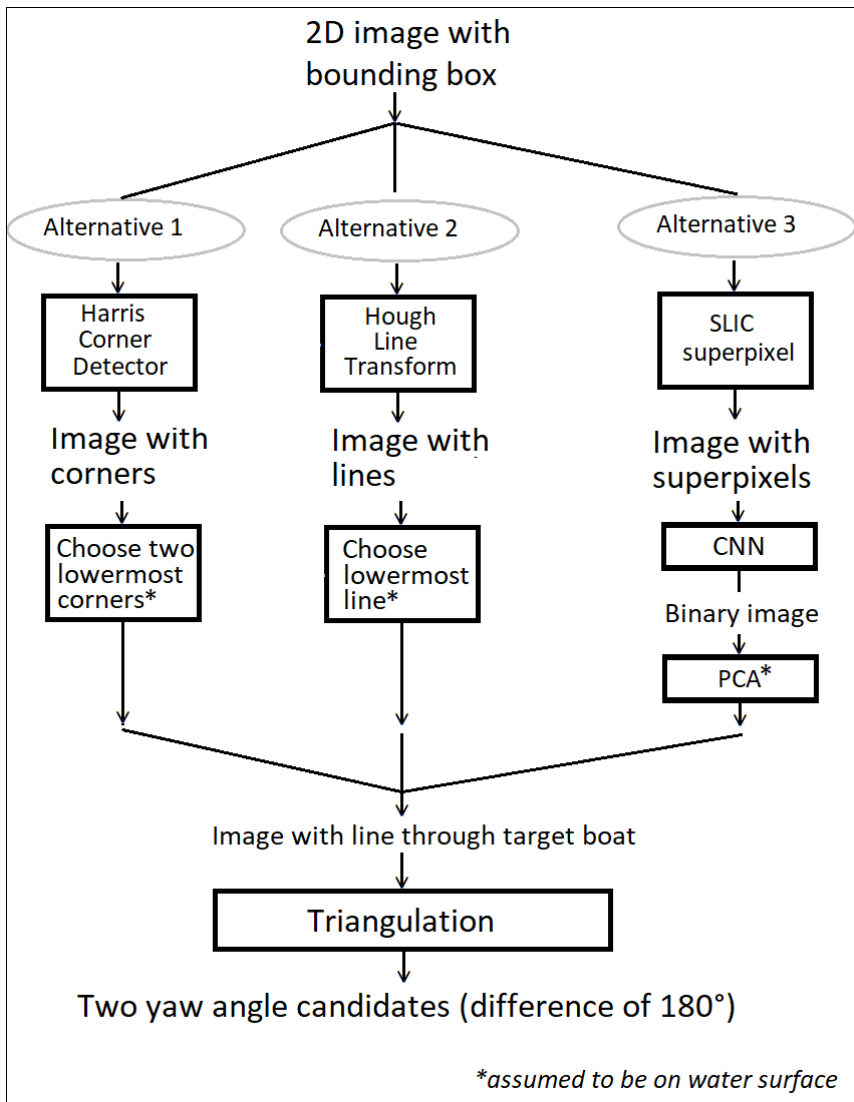 2D image with
bounding box
Alternative 1
Alternative 2
Alternative 3
Harris
Corner
Detector
Hough
Line
Transform
SLIC
superpixel
Image with
corners
Image with
lines
Image with
superpixels
Choose two
lowermost
corners*
Choose
lowermost
line*
CNN
Binary image
PCA*
Image with line through target boat
Triangulation
Two yaw angle candidates (difference of 180°)
*assumed to be on water surface